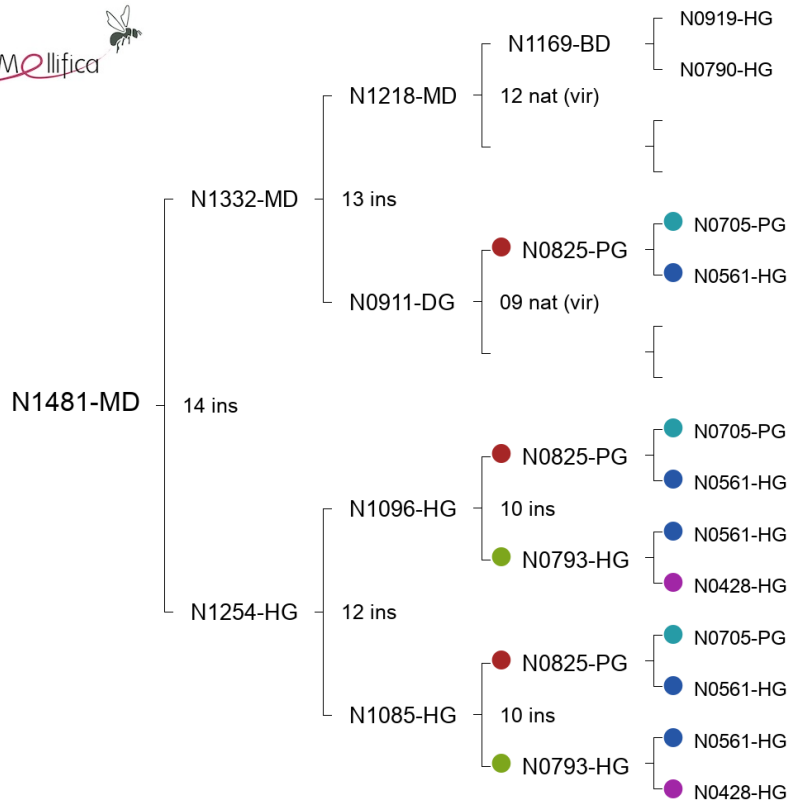 Mellifica
N0919-HG
N1169-BD
N0790-HG
N1218-MD
12 nat (vir)
N1332-MD
13 ins
N0825-PG
N0705-PG
N0561-HG
N0911-DG
09 nat (vir)
N1481-MD
14 ins
N0825-PG
N0705-PG
N0561-HG
N1096-HG
10 ins
N0793-HG
N0561-HG
N0428-HG
N1254-HG
12 ins
N0825-PG
N0705-PG
N0561-HG
N1085-HG
10 ins
N0793-HG
N0561-HG
N0428-HG